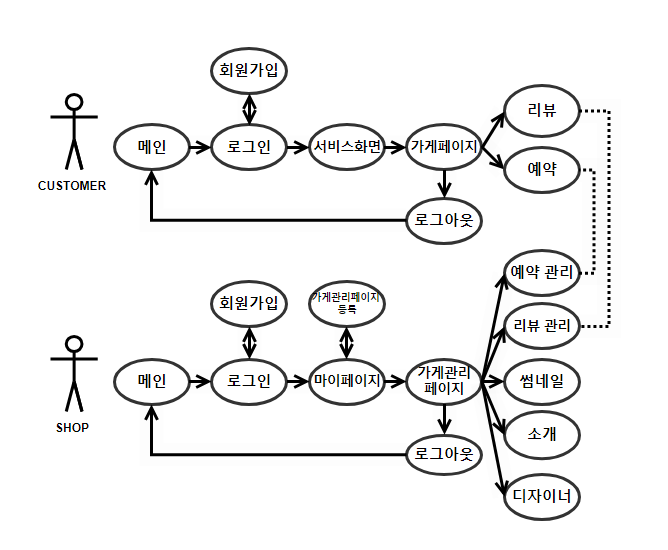 회원가입
리뷰
메인
로그인
서비스화면
가게페이지
예약
CUSTOMER
로그아웃
예약 관리
회원가입
가게관리페이지
등록
리뷰 관리
메인
로그인
마이페이지
가게관리
페이지
썸네일
SHOP
소개
로그아웃
디자이너